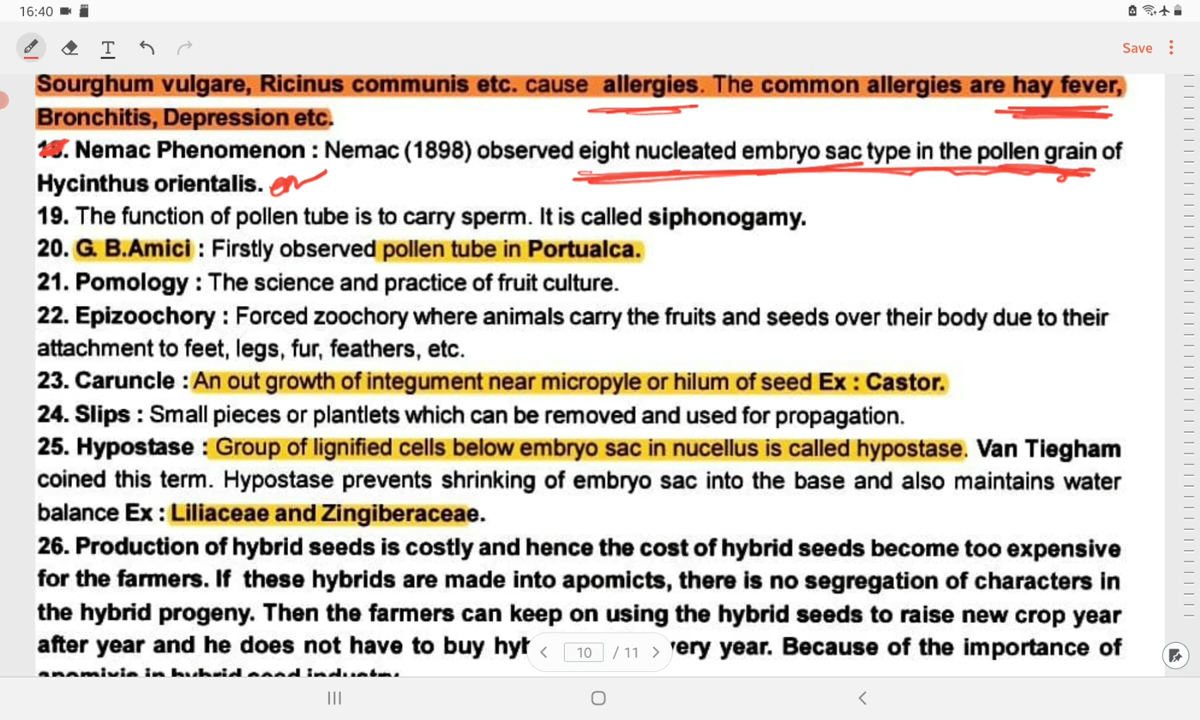 16:40
Save
Sourghum vulgare, Ricinus communis etc. cause allergies. The common allergies are hay fever,
Bronchitis, Depression etc.
18. Nemac Phenomenon : Nemac (1898) observed eight nucleated embryo sac type in the pollen grain of
Hycinthus orientalis.
19. The function of pollen tube is to carry sperm. It is called siphonogamy.
20. G. B.Amici : Firstly observed pollen tube in Portualca.
21. Pomology : The science and practice of fruit culture.
22. Epizoochory : Forced zoochory where animals carry the fruits and seeds over their body due to their
attachment to feet, legs, fur, feathers, etc.
23. Caruncle : An out growth of integument near micropyle or hilum of seed Ex : Castor.
24. Slips : Small pieces or plantlets which can be removed and used for propagation.
25. Hypostase : Group of lignified cells below embryo sac in nucellus is called hypostase. Van Tiegham
coined this term. Hypostase prevents shrinking of embryo sac into the base and also maintains water
balance Ex : Liliaceae and Zingiberaceae.
26. Production of hybrid seeds is costly and hence the cost of hybrid seeds become too expensive
for the farmers. If these hybrids are made into apomicts, there is no segregation of characters in
the hybrid progeny. Then the farmers can keep on using the hybrid seeds to raise new crop year
after year and he does not have to buy year. Because of the importance of
apomixis in hybrid seed industry
10 / 11